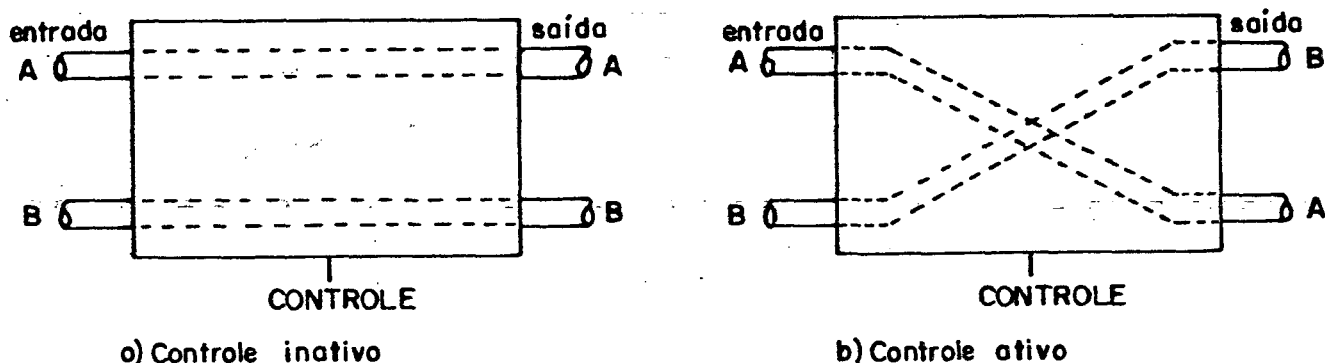 entrada
saída
A
A
B
B
CONTROLE
a) Controle inativo
entrada
saída
A
B
B
A
CONTROLE
b) Controle ativo